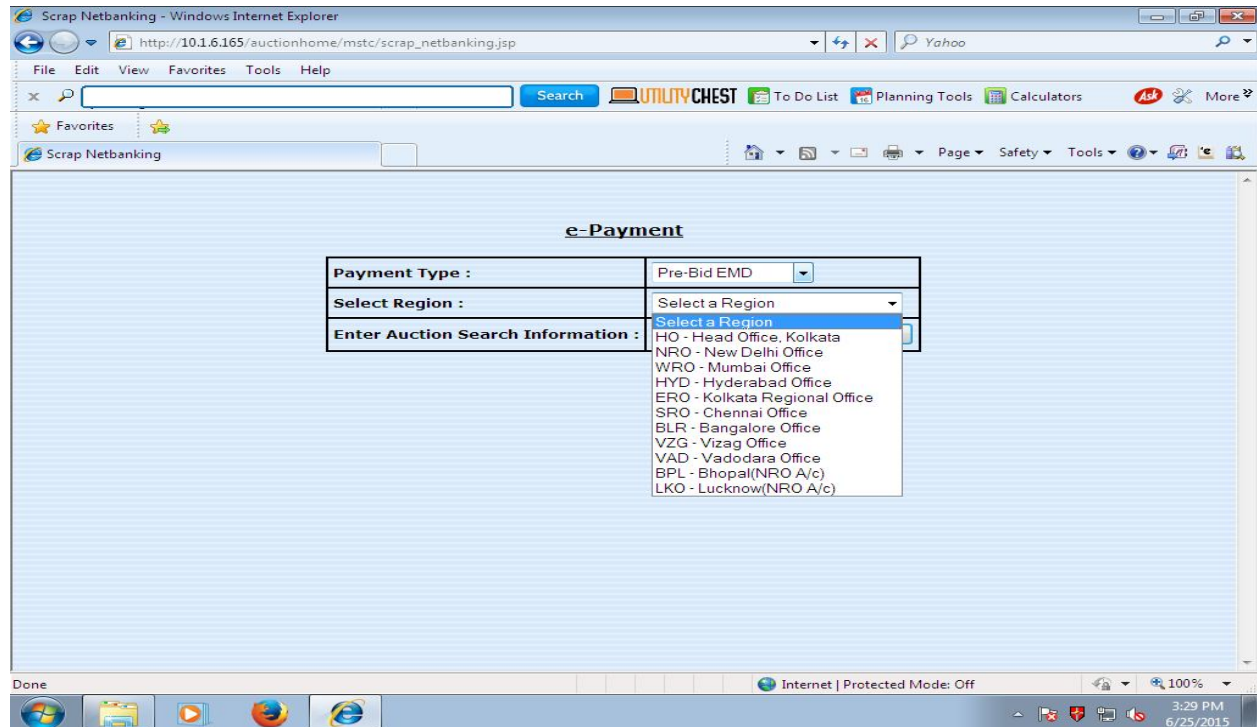 Scrap Netbanking - Windows Internet Explorer
http://10.1.6.165/auctionhome/mstc/scrap_netbanking.jsp
Yahoo
File Edit View Favorites Tools Help
x Search UTILITYCHEST To Do List Planning Tools Calculators Ask More
Favorites
Scrap Netbanking Page Safety Tools
e-Payment
Payment Type : Pre-Bid EMD
Select Region : Select a Region
Enter Auction Search Information :
Select a Region
HO - Head Office, Kolkata
NRO - New Delhi Office
WRO - Mumbai Office
HYD - Hyderabad Office
ERO - Kolkata Regional Office
SRO - Chennai Office
BLR - Bangalore Office
VZG - Vizag Office
VAD - Vadodara Office
BPL - Bhopal(NRO A/c)
LKO - Lucknow(NRO A/c)
Done Internet | Protected Mode: Off 100%
3:29 PM
6/25/2015